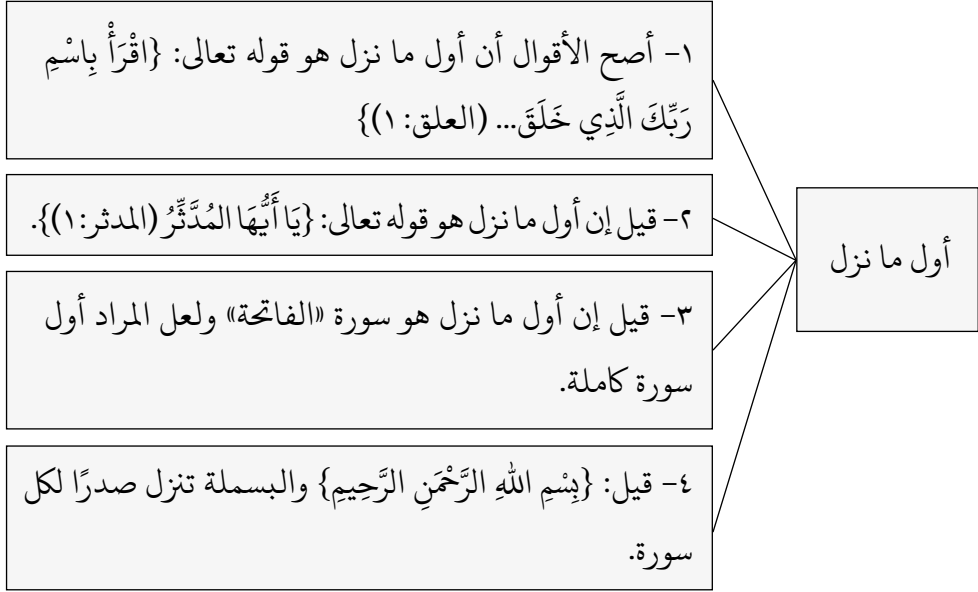 أول ما نزل
١- أصح الأقوال أن أول ما نزل هو قوله تعالى: {اقْرَأْ بِاسْمِ
رَبِّكَ الَّذِي خَلَقَ... (العلق: ١)}
٢- قيل إن أول ما نزل هو قوله تعالى: {يَا أَيُّهَا المُدَّثِّرُ (المدثر:١)}.
٣- قيل إن أول ما نزل هو سورة «الفاتحة» ولعل المراد أول
سورة كاملة.
٤- قيل: {بِسْمِ اللهِ الرَّحْمَنِ الرَّحِيمِ} والبسملة تنزل صدرًا لكل
سورة.